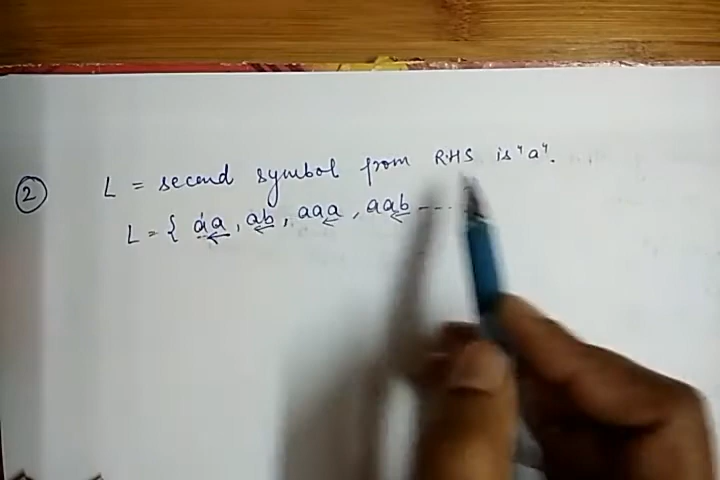 ② L = second symbol from R·H·S is "a".
L = { aa, ab, aaa, aab ----